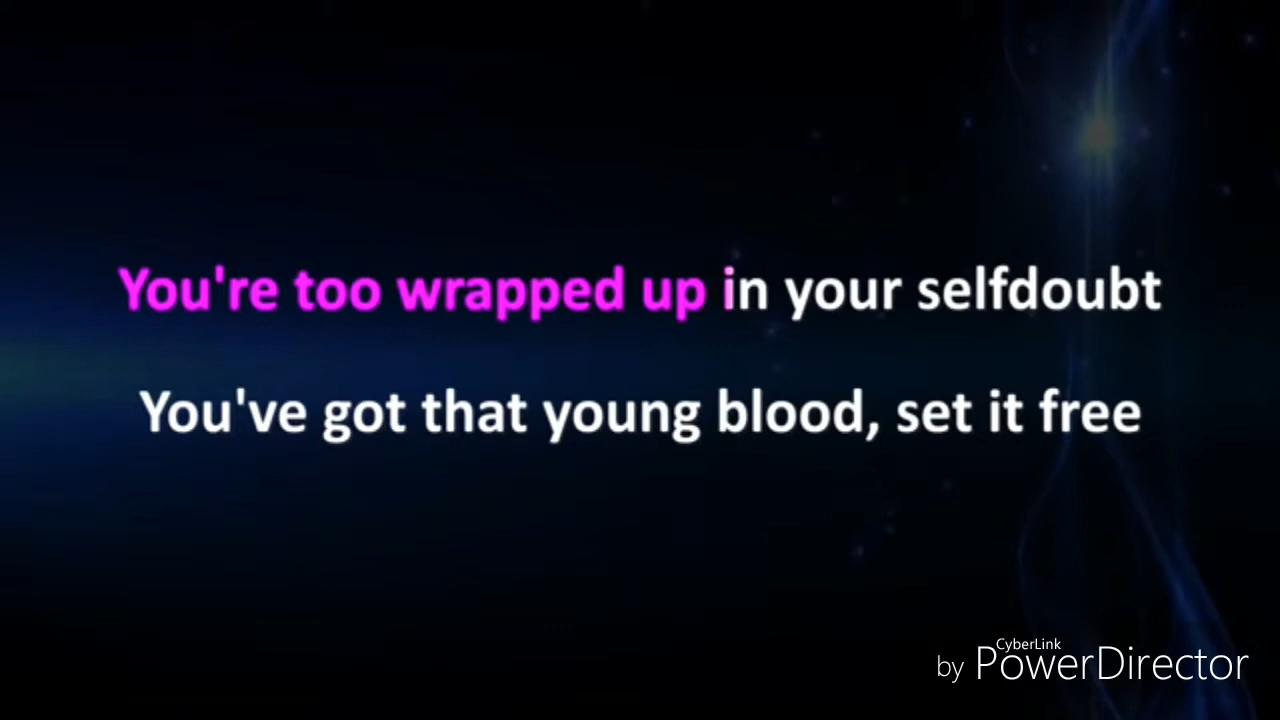 You're too wrapped up in your selfdoubt
You've got that young blood, set it free
CyberLink
by PowerDirector